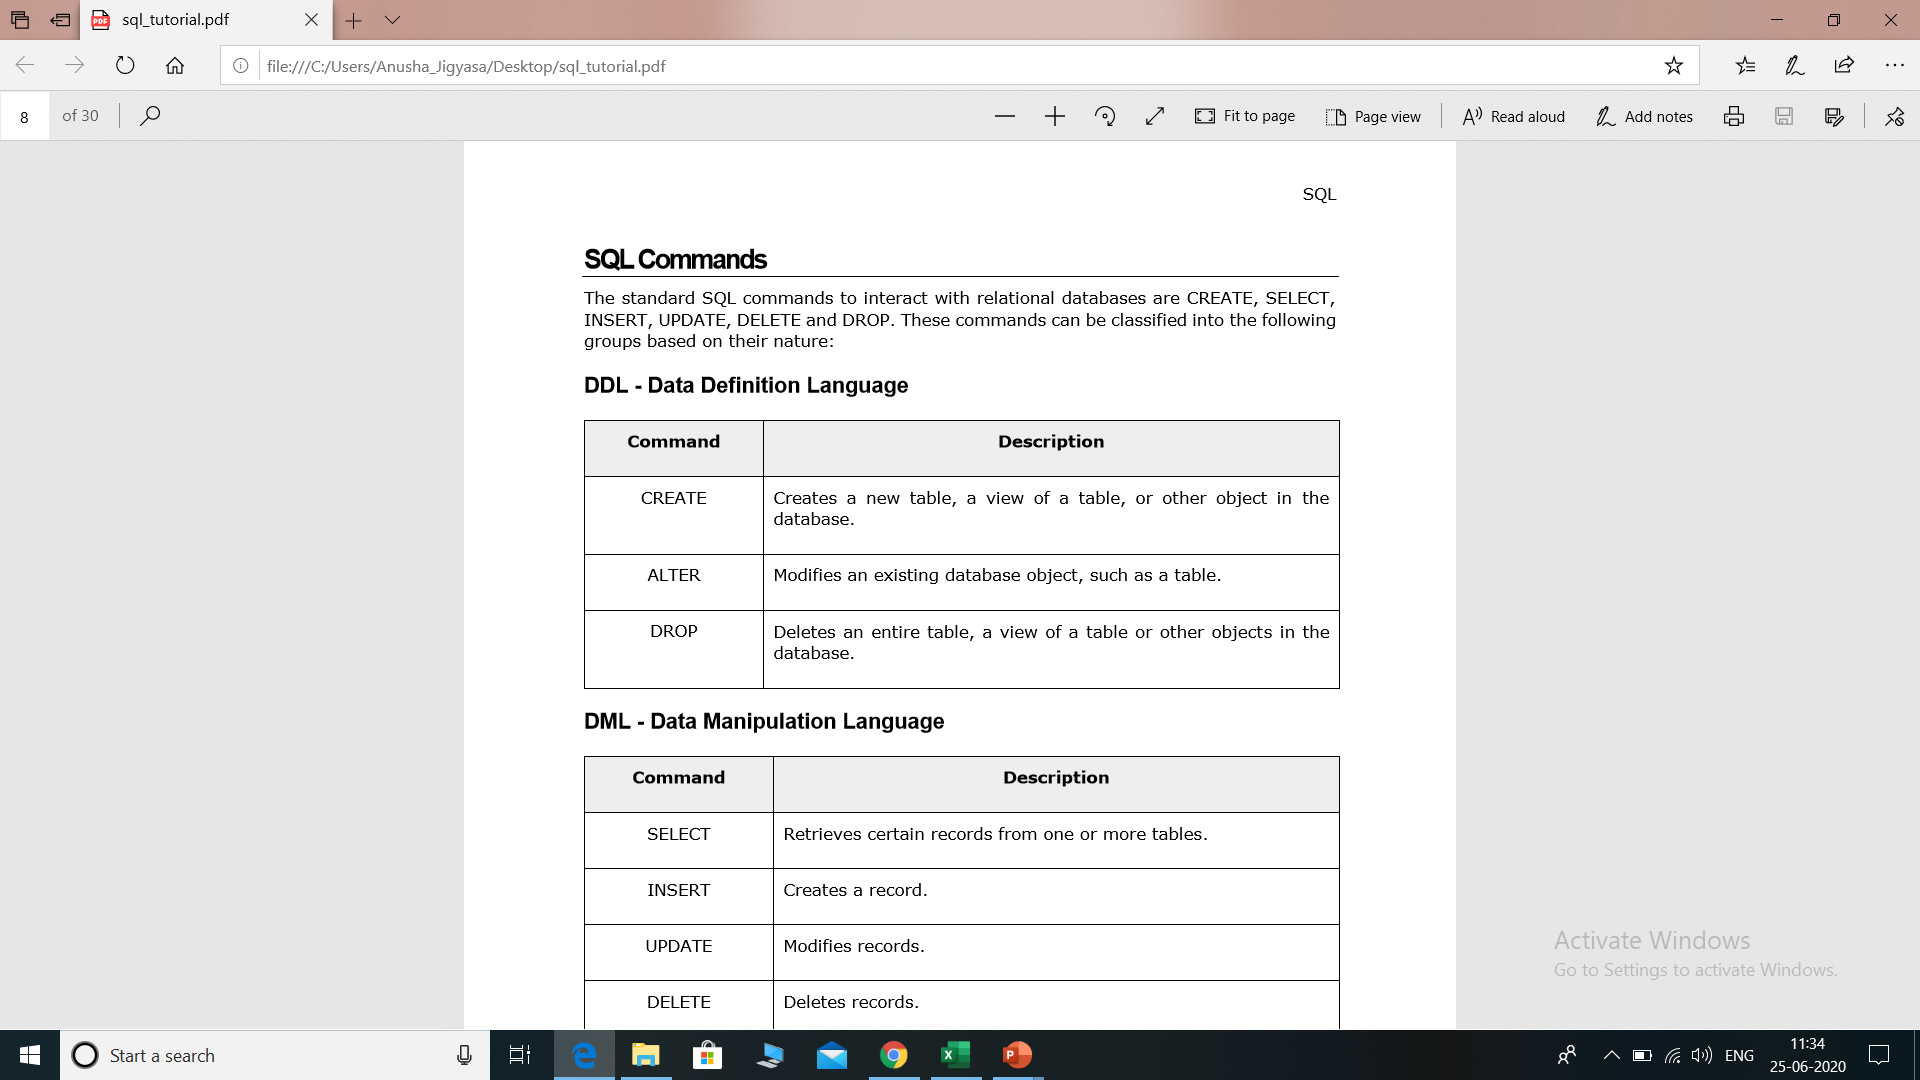 sql_tutorial.pdf
file:///C:/Users/Anusha_Jigyasa/Desktop/sql_tutorial.pdf
8 of 30 Fit to page Page view Read aloud Add notes
SQL
SQL Commands
The standard SQL commands to interact with relational databases are CREATE, SELECT,
INSERT, UPDATE, DELETE and DROP. These commands can be classified into the following
groups based on their nature:
DDL - Data Definition Language
Command Description
CREATE Creates a new table, a view of a table, or other object in the
database.
ALTER Modifies an existing database object, such as a table.
DROP Deletes an entire table, a view of a table or other objects in the
database.
DML - Data Manipulation Language
Command Description
SELECT Retrieves certain records from one or more tables.
INSERT Creates a record.
UPDATE Modifies records.
DELETE Deletes records.
Activate Windows
Go to Settings to activate Windows.
Start a search
ENG
11:34
25-06-2020